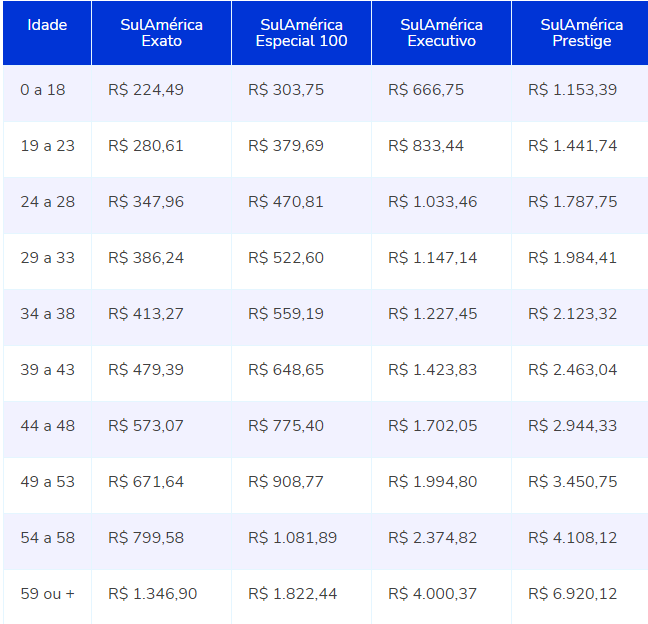 Idade SulAmérica Exato SulAmérica Especial 100 SulAmérica Executivo SulAmérica Prestige
0 a 18 R$ 224,49 R$ 303,75 R$ 666,75 R$ 1.153,39
19 a 23 R$ 280,61 R$ 379,69 R$ 833,44 R$ 1.441,74
24 a 28 R$ 347,96 R$ 470,81 R$ 1.033,46 R$ 1.787,75
29 a 33 R$ 386,24 R$ 522,60 R$ 1.147,14 R$ 1.984,41
34 a 38 R$ 413,27 R$ 559,19 R$ 1.227,45 R$ 2.123,32
39 a 43 R$ 479,39 R$ 648,65 R$ 1.423,83 R$ 2.463,04
44 a 48 R$ 573,07 R$ 775,40 R$ 1.702,05 R$ 2.944,33
49 a 53 R$ 671,64 R$ 908,77 R$ 1.994,80 R$ 3.450,75
54 a 58 R$ 799,58 R$ 1.081,89 R$ 2.374,82 R$ 4.108,12
59 ou + R$ 1.346,90 R$ 1.822,44 R$ 4.000,37 R$ 6.920,12